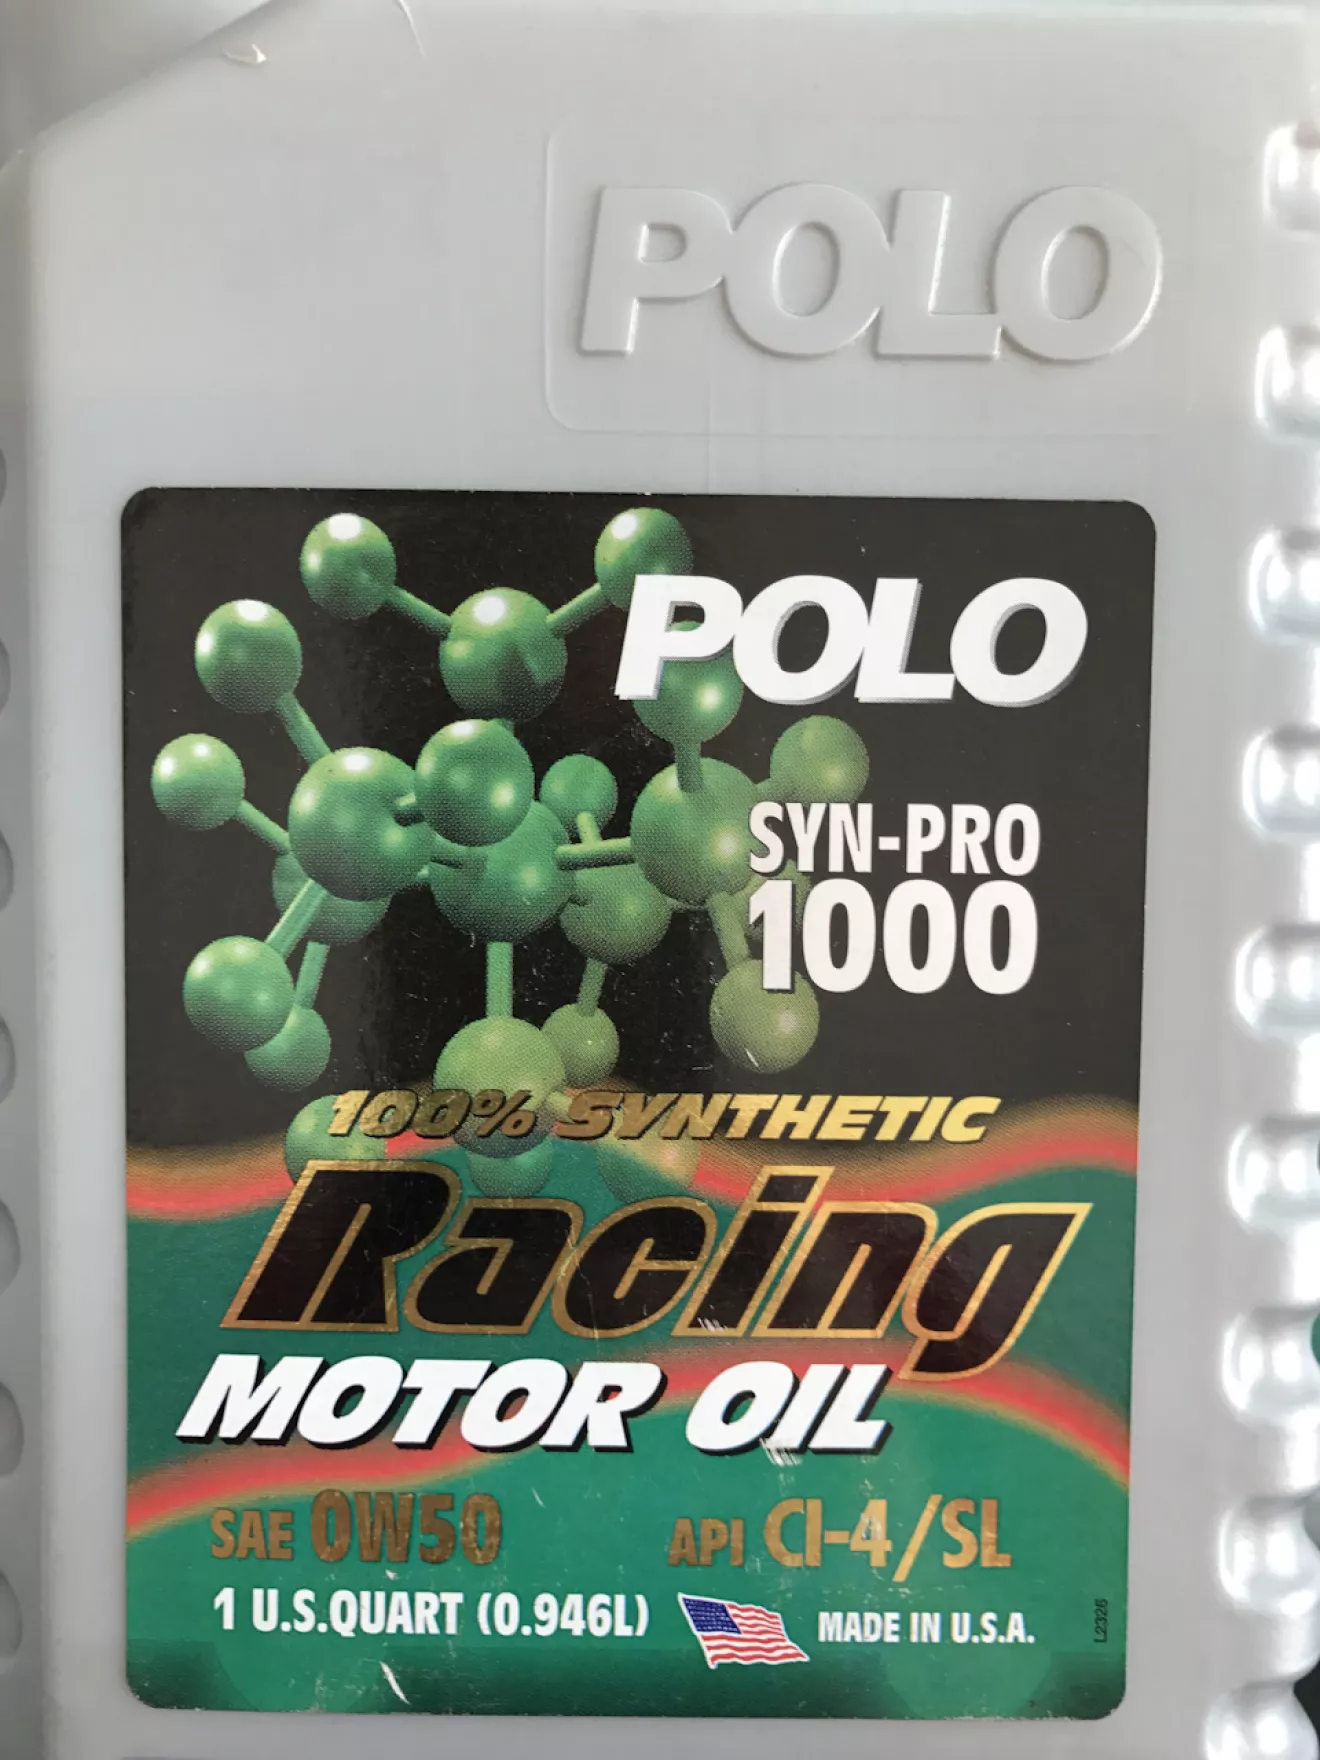 POLO
POLO
SYN-PRO
1000
100% SYNTHETIC
Racing
MOTOR OIL
SAE 0W50 API CI-4/SL
1 U.S.QUART (0.946L) MADE IN U.S.A.
L2326